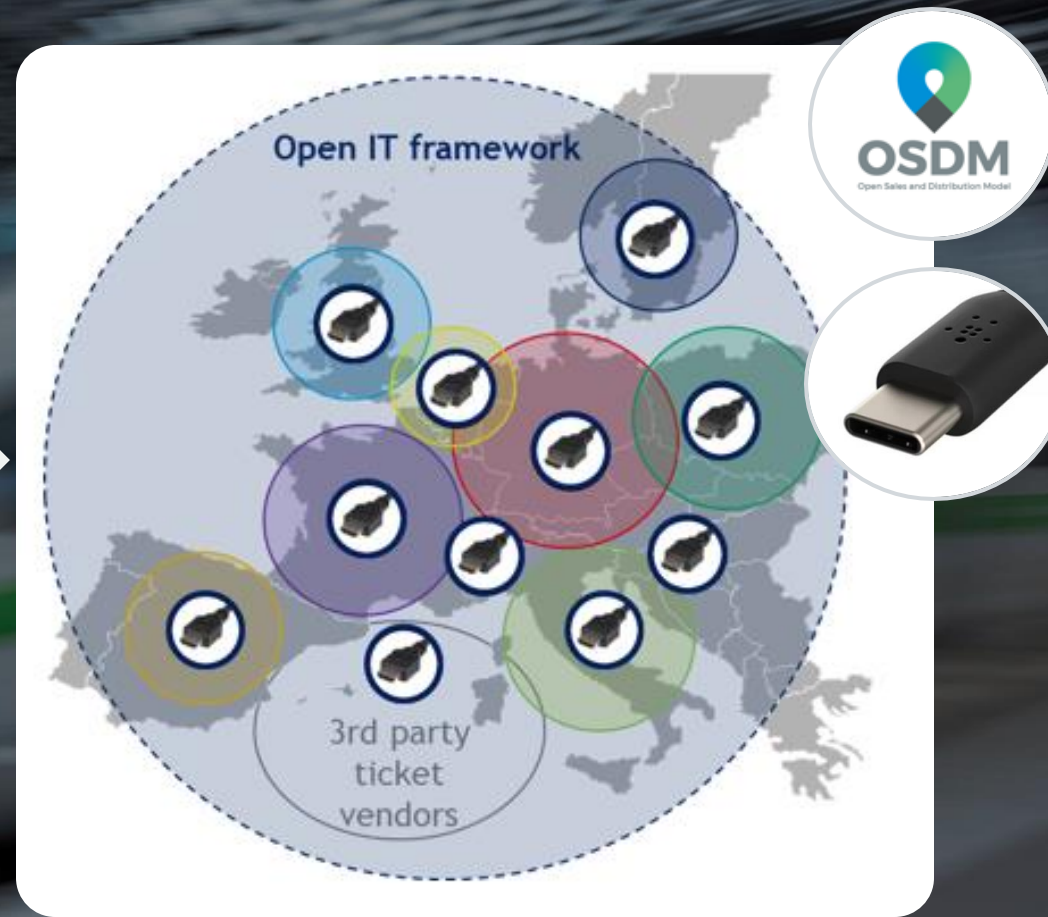 Open IT framework
OSDM
Open Sales and Distribution Model
3rd party
ticket
vendors